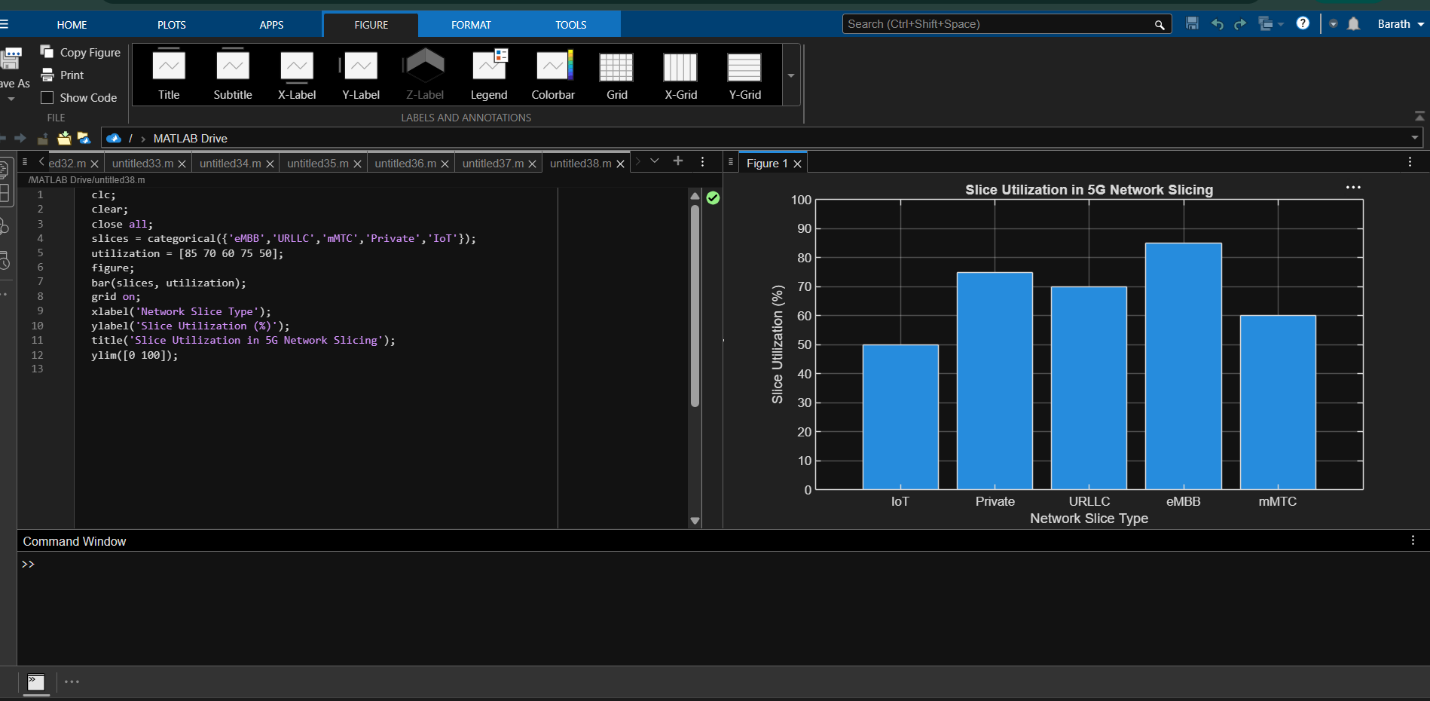 HOME PLOTS APPS FIGURE FORMAT TOOLS Search (Ctrl+Shift+Space) Barath
Copy Figure
Print
ave As
Show Code
Title Subtitle X-Label Y-Label Z-Label Legend Colorbar Grid X-Grid Y-Grid
FILE LABELS AND ANNOTATIONS
/ › MATLAB Drive
ed32.m × untitled33.m × untitled34.m × untitled35.m × untitled36.m × untitled37.m × untitled38.m ×
/MATLAB Drive/untitled38.m
1 clc;
2 clear;
3 close all;
4 slices = categorical({'eMBB','URLLC','mMTC','Private','IoT'});
5 utilization = [85 70 60 75 50];
6 figure;
7 bar(slices, utilization);
8 grid on;
9 xlabel('Network Slice Type');
10 ylabel('Slice Utilization (%)');
11 title('Slice Utilization in 5G Network Slicing');
12 ylim([0 100]);
13
Figure 1 ×
Slice Utilization in 5G Network Slicing
100
90
80
70
60
50
40
30
20
10
0
Slice Utilization (%)
IoT Private URLLC eMBB mMTC
Network Slice Type
Command Window
>>